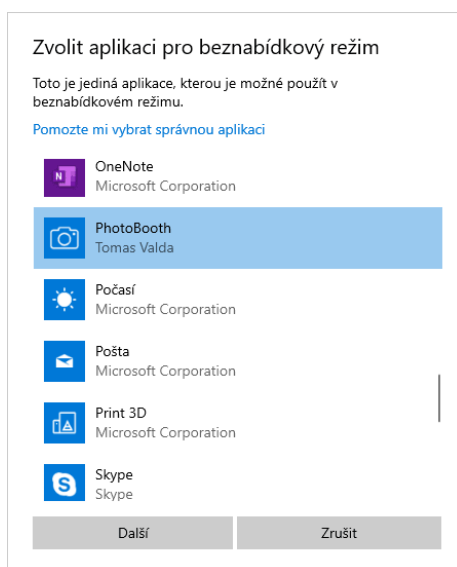 Zvolit aplikaci pro beznabídkový režim
Toto je jediná aplikace, kterou je možné použít v
beznabídkovém režimu.
Pomozte mi vybrat správnou aplikaci
N
OneNote
Microsoft Corporation
PhotoBooth
Tomas Valda
Počasí
Microsoft Corporation
Pošta
Microsoft Corporation
Print 3D
Microsoft Corporation
S
Skype
Skype
Další
Zrušit